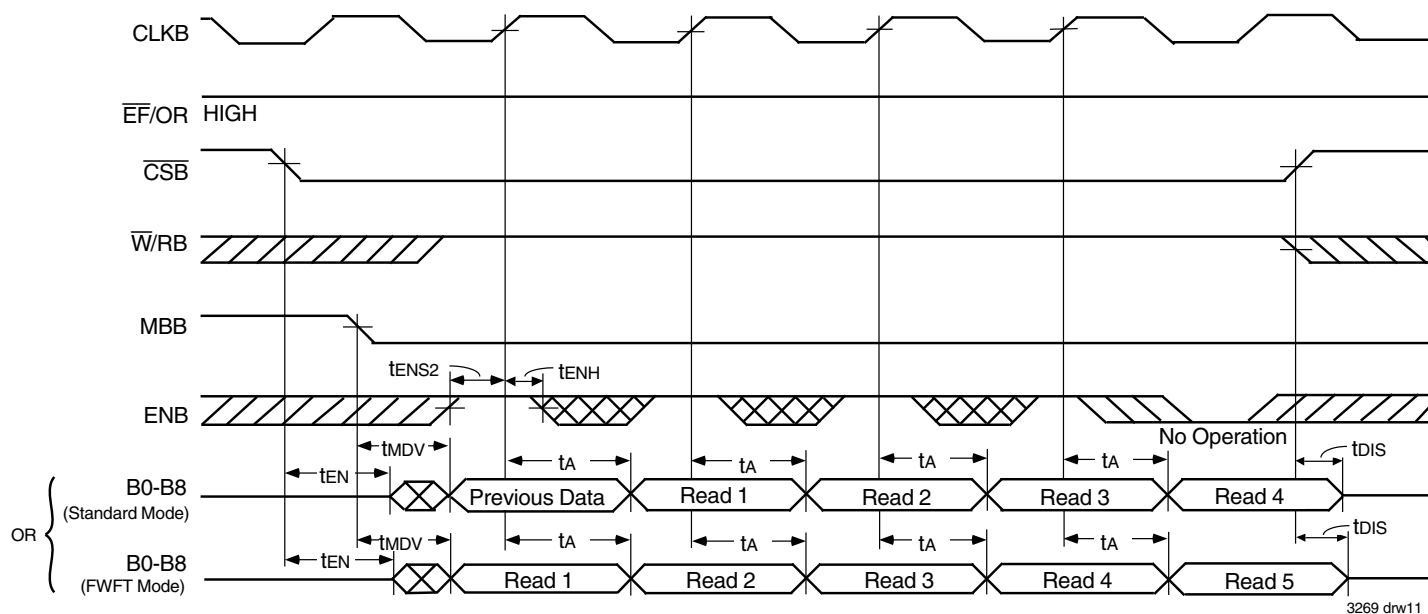 CLKB
EF/OR HIGH
CSB
W/RB
MBB
tENS2 tENH
ENB
No Operation
tMDV
tEN tA tA tA tA tDIS
B0-B8
(Standard Mode)
Previous Data Read 1 Read 2 Read 3 Read 4
OR
tMDV
tEN tA tA tA tA tDIS
B0-B8
(FWFT Mode)
Read 1 Read 2 Read 3 Read 4 Read 5
3269 drw11